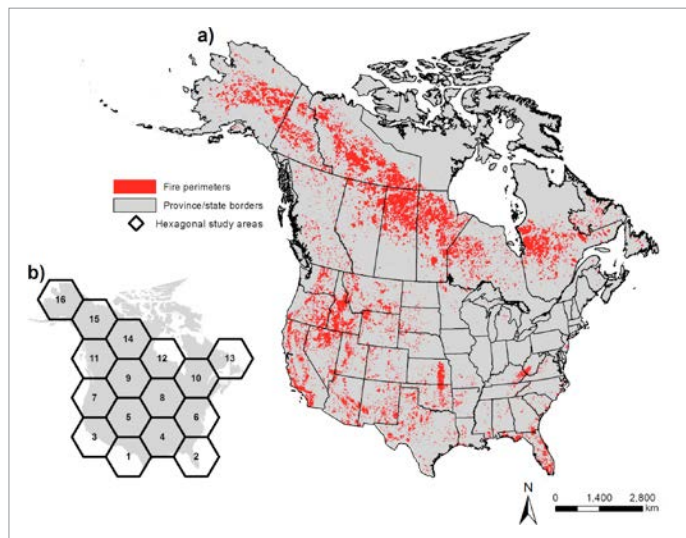 a)
Fire perimeters
Province/state borders
Hexagonal study areas
b)
16
15
14
11
12
13
9
10
7
8
5
6
3
4
1
2
N
0 1,400 2,800
km